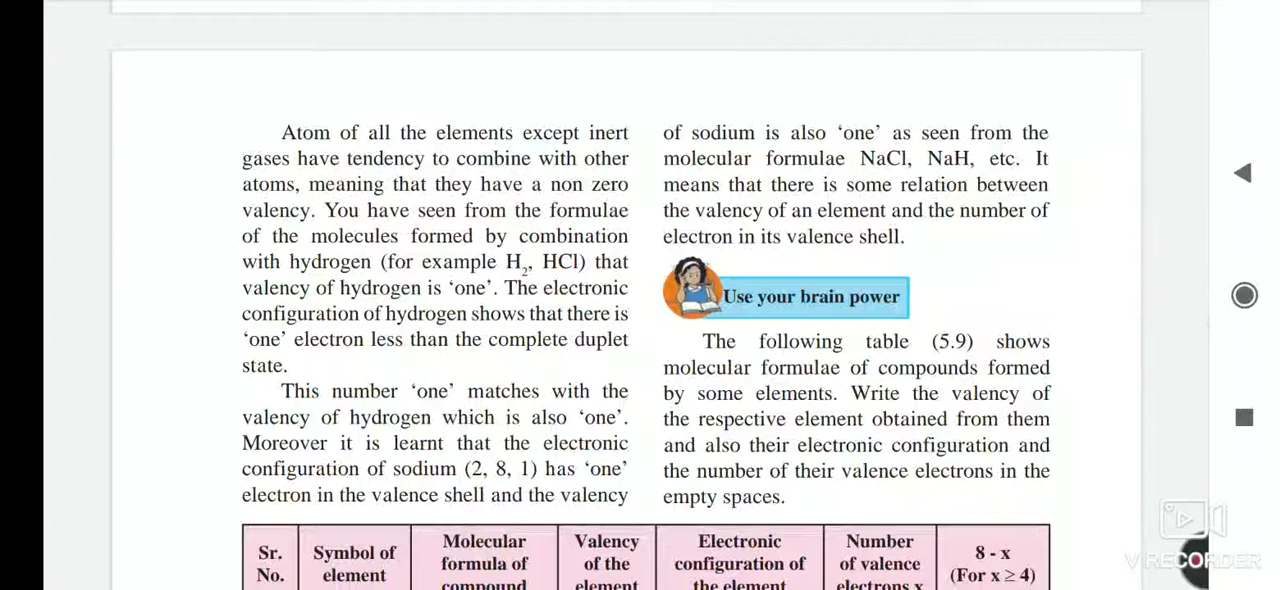 Atom of all the elements except inert
gases have tendency to combine with other
atoms, meaning that they have a non zero
valency. You have seen from the formulae
of the molecules formed by combination
with hydrogen (for example H₂, HCl) that
valency of hydrogen is ‘one’. The electronic
configuration of hydrogen shows that there is
‘one’ electron less than the complete duplet
state.
This number ‘one’ matches with the
valency of hydrogen which is also ‘one’.
Moreover it is learnt that the electronic
configuration of sodium (2, 8, 1) has ‘one’
electron in the valence shell and the valency
of sodium is also ‘one’ as seen from the
molecular formulae NaCl, NaH, etc. It
means that there is some relation between
the valency of an element and the number of
electron in its valence shell.
Use your brain power
The following table (5.9) shows
molecular formulae of compounds formed
by some elements. Write the valency of
the respective element obtained from them
and also their electronic configuration and
the number of their valence electrons in the
empty spaces.
Sr.
No.
Symbol of
element
Molecular
formula of
compound
Valency
of the
element
Electronic
configuration of
the element
Number
of valence
electrons x
8 - x
(For x ≥ 4)
V RECORDER